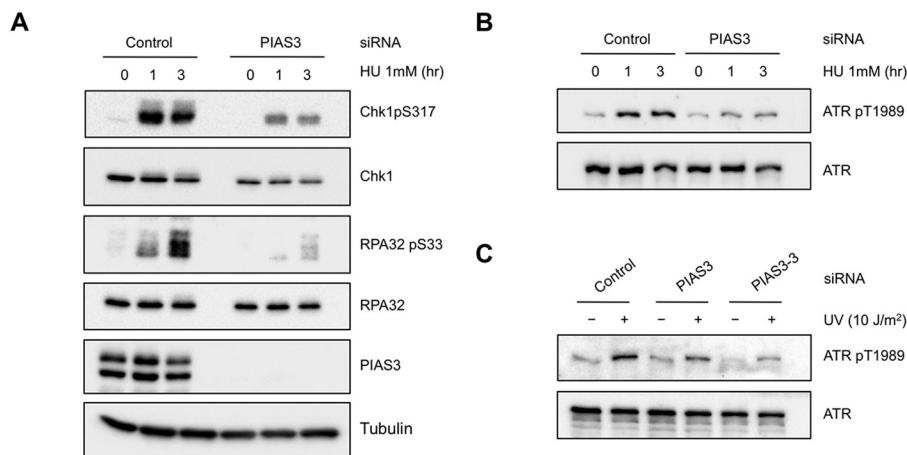 A
Control PIAS3 siRNA
0 1 3 0 1 3 HU 1mM (hr)
Chk1pS317
Chk1
RPA32 pS33
RPA32
PIAS3
Tubulin
B
Control PIAS3 siRNA
0 1 3 0 1 3 HU 1mM (hr)
ATR pT1989
ATR
C
Control PIAS3 PIAS3-3 siRNA
− + − + − + UV (10 J/m²)
ATR pT1989
ATR